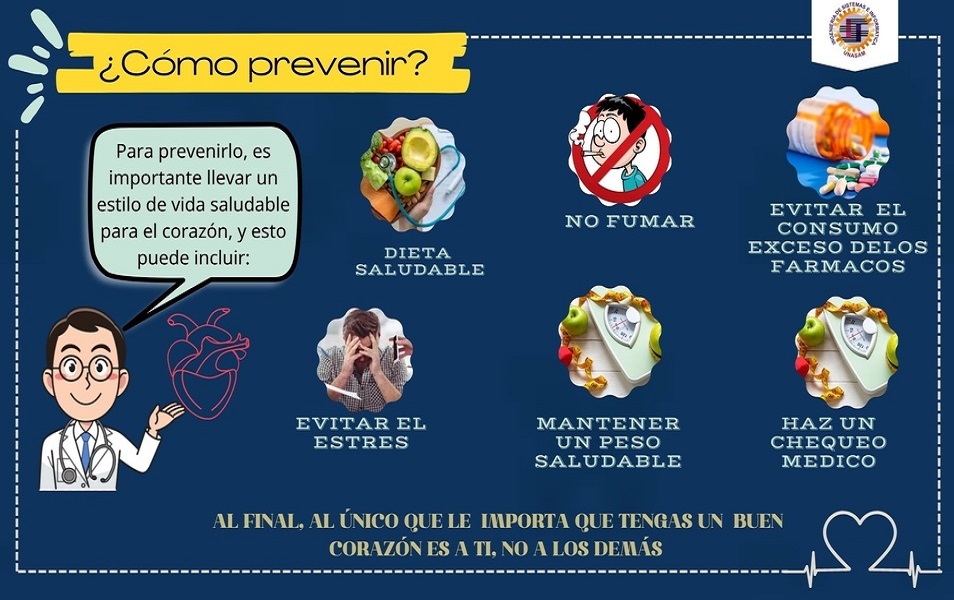 ¿Cómo prevenir?
INGENIERÍA DE SISTEMAS E INFORMÁTICA
UNASAM
Para prevenirlo, es
importante llevar un
estilo de vida saludable
para el corazón, y esto
puede incluir:
DIETA
SALUDABLE
NO FUMAR
EVITAR EL
CONSUMO
EXCESO DELOS
FARMACOS
EVITAR EL
ESTRES
MANTENER
UN PESO
SALUDABLE
HAZ UN
CHEQUEO
MEDICO
AL FINAL, AL ÚNICO QUE LE IMPORTA QUE TENGAS UN BUEN
CORAZÓN ES A TI, NO A LOS DEMÁS